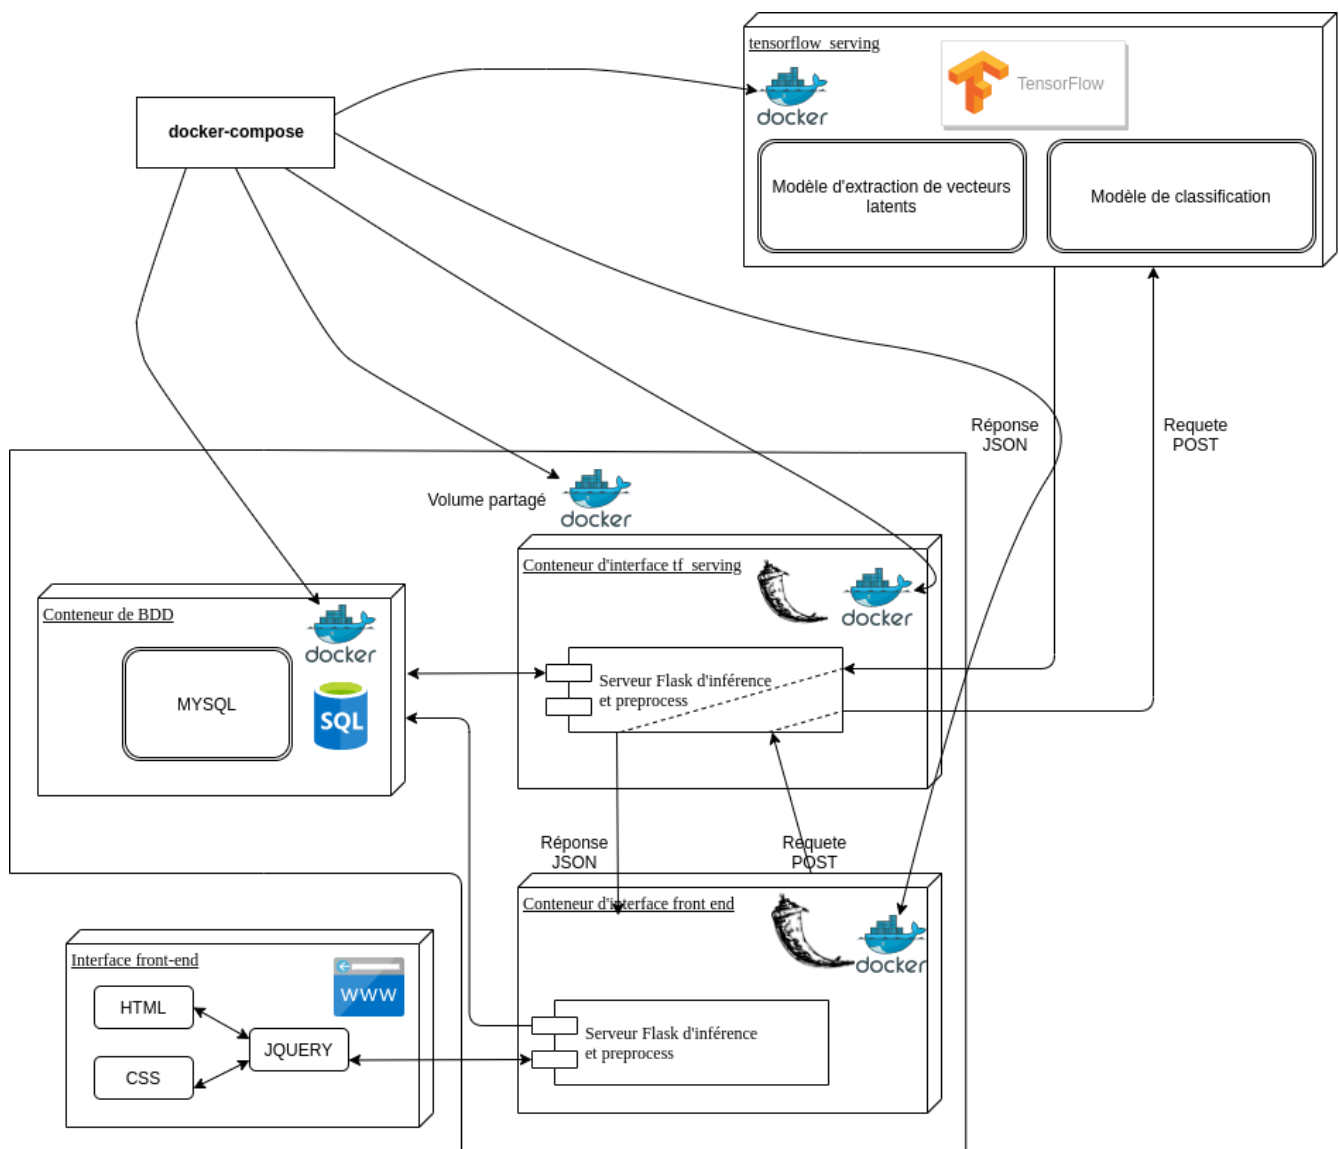 tensorflow_serving
docker
TensorFlow
docker-compose
Modèle d'extraction de vecteurs
latents
Modèle de classification
Réponse
JSON
Requete
POST
Volume partagé
docker
Conteneur d'interface tf_serving
docker
Conteneur de BDD
docker
MYSQL
SQL
Serveur Flask d'inférence
et preprocess
Réponse
JSON
Requete
POST
Conteneur d'interface front end
docker
Interface front-end
WWW
HTML
JQUERY
CSS
Serveur Flask d'inférence
et preprocess